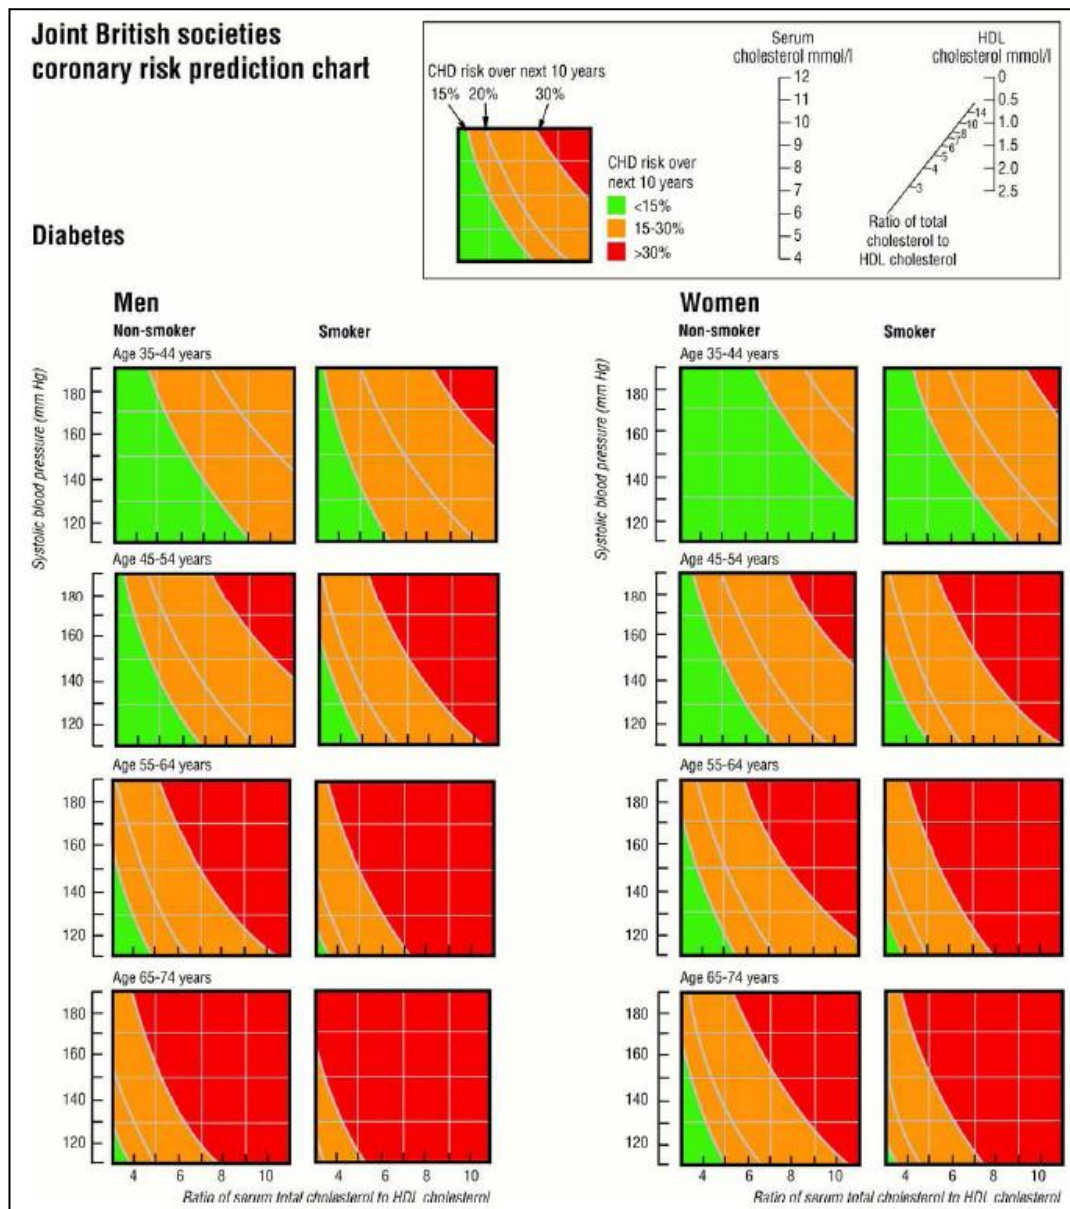 Joint British societies
coronary risk prediction chart
Diabetes
CHD risk over next 10 years
15% 20% 30%
CHD risk over
next 10 years
<15%
15-30%
>30%
Serum
cholesterol mmol/l
12
11
10
9
8
7
6
5
4
HDL
cholesterol mmol/l
0
0.5
1.0
1.5
2.0
2.5
14
10
8
7
6
5
4
3
Ratio of total
cholesterol to
HDL cholesterol
Men
Non-smoker Smoker
Age 35-44 years
Systolic blood pressure (mm Hg)
180
160
140
120
Age 45-54 years
180
160
140
120
Age 55-64 years
180
160
140
120
Age 65-74 years
180
160
140
120
4 6 8 10 4 6 8 10
Ratio of serum total cholesterol to HDL cholesterol
Women
Non-smoker Smoker
Age 35-44 years
Systolic blood pressure (mm Hg)
180
160
140
120
Age 45-54 years
180
160
140
120
Age 55-64 years
180
160
140
120
Age 65-74 years
180
160
140
120
4 6 8 10 4 6 8 10
Ratio of serum total cholesterol to HDL cholesterol